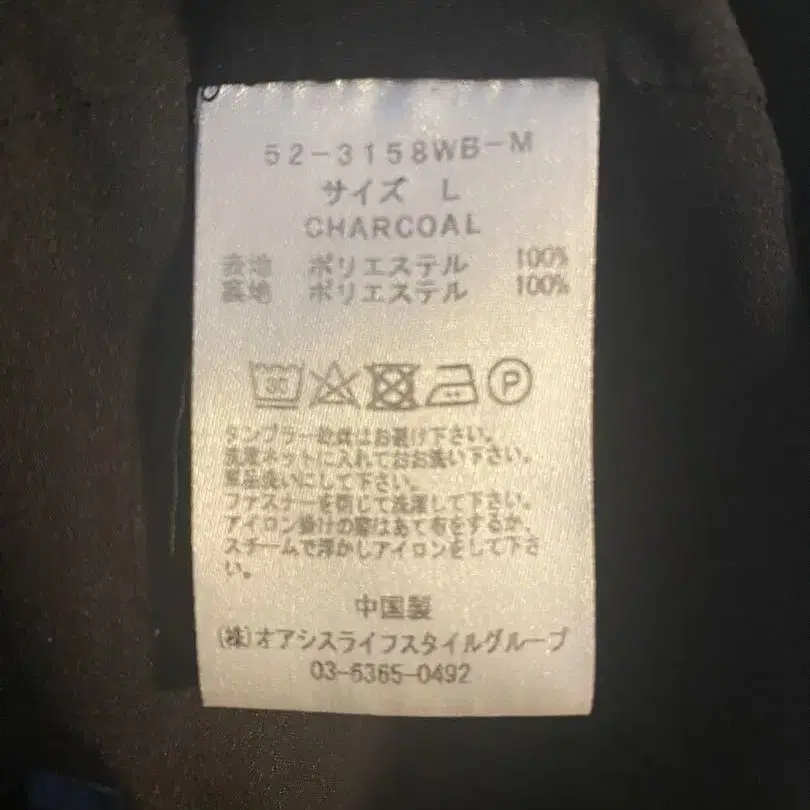 52-3158WB-M
サイズ L
CHARCOAL
表地 ポリエステル 100%
裏地 ポリエステル 100%
30
P
タンブラー乾燥はお避け下さい。
洗濯ネットに入れてお洗い下さい。
単品洗いにして下さい。
ファスナーを閉じて洗濯して下さい。
アイロン掛けの際はあて布をするか、
スチームで浮かしアイロンをして下さ
い。
中国製
(株)オアシスライフスタイルグループ
03-6365-0492